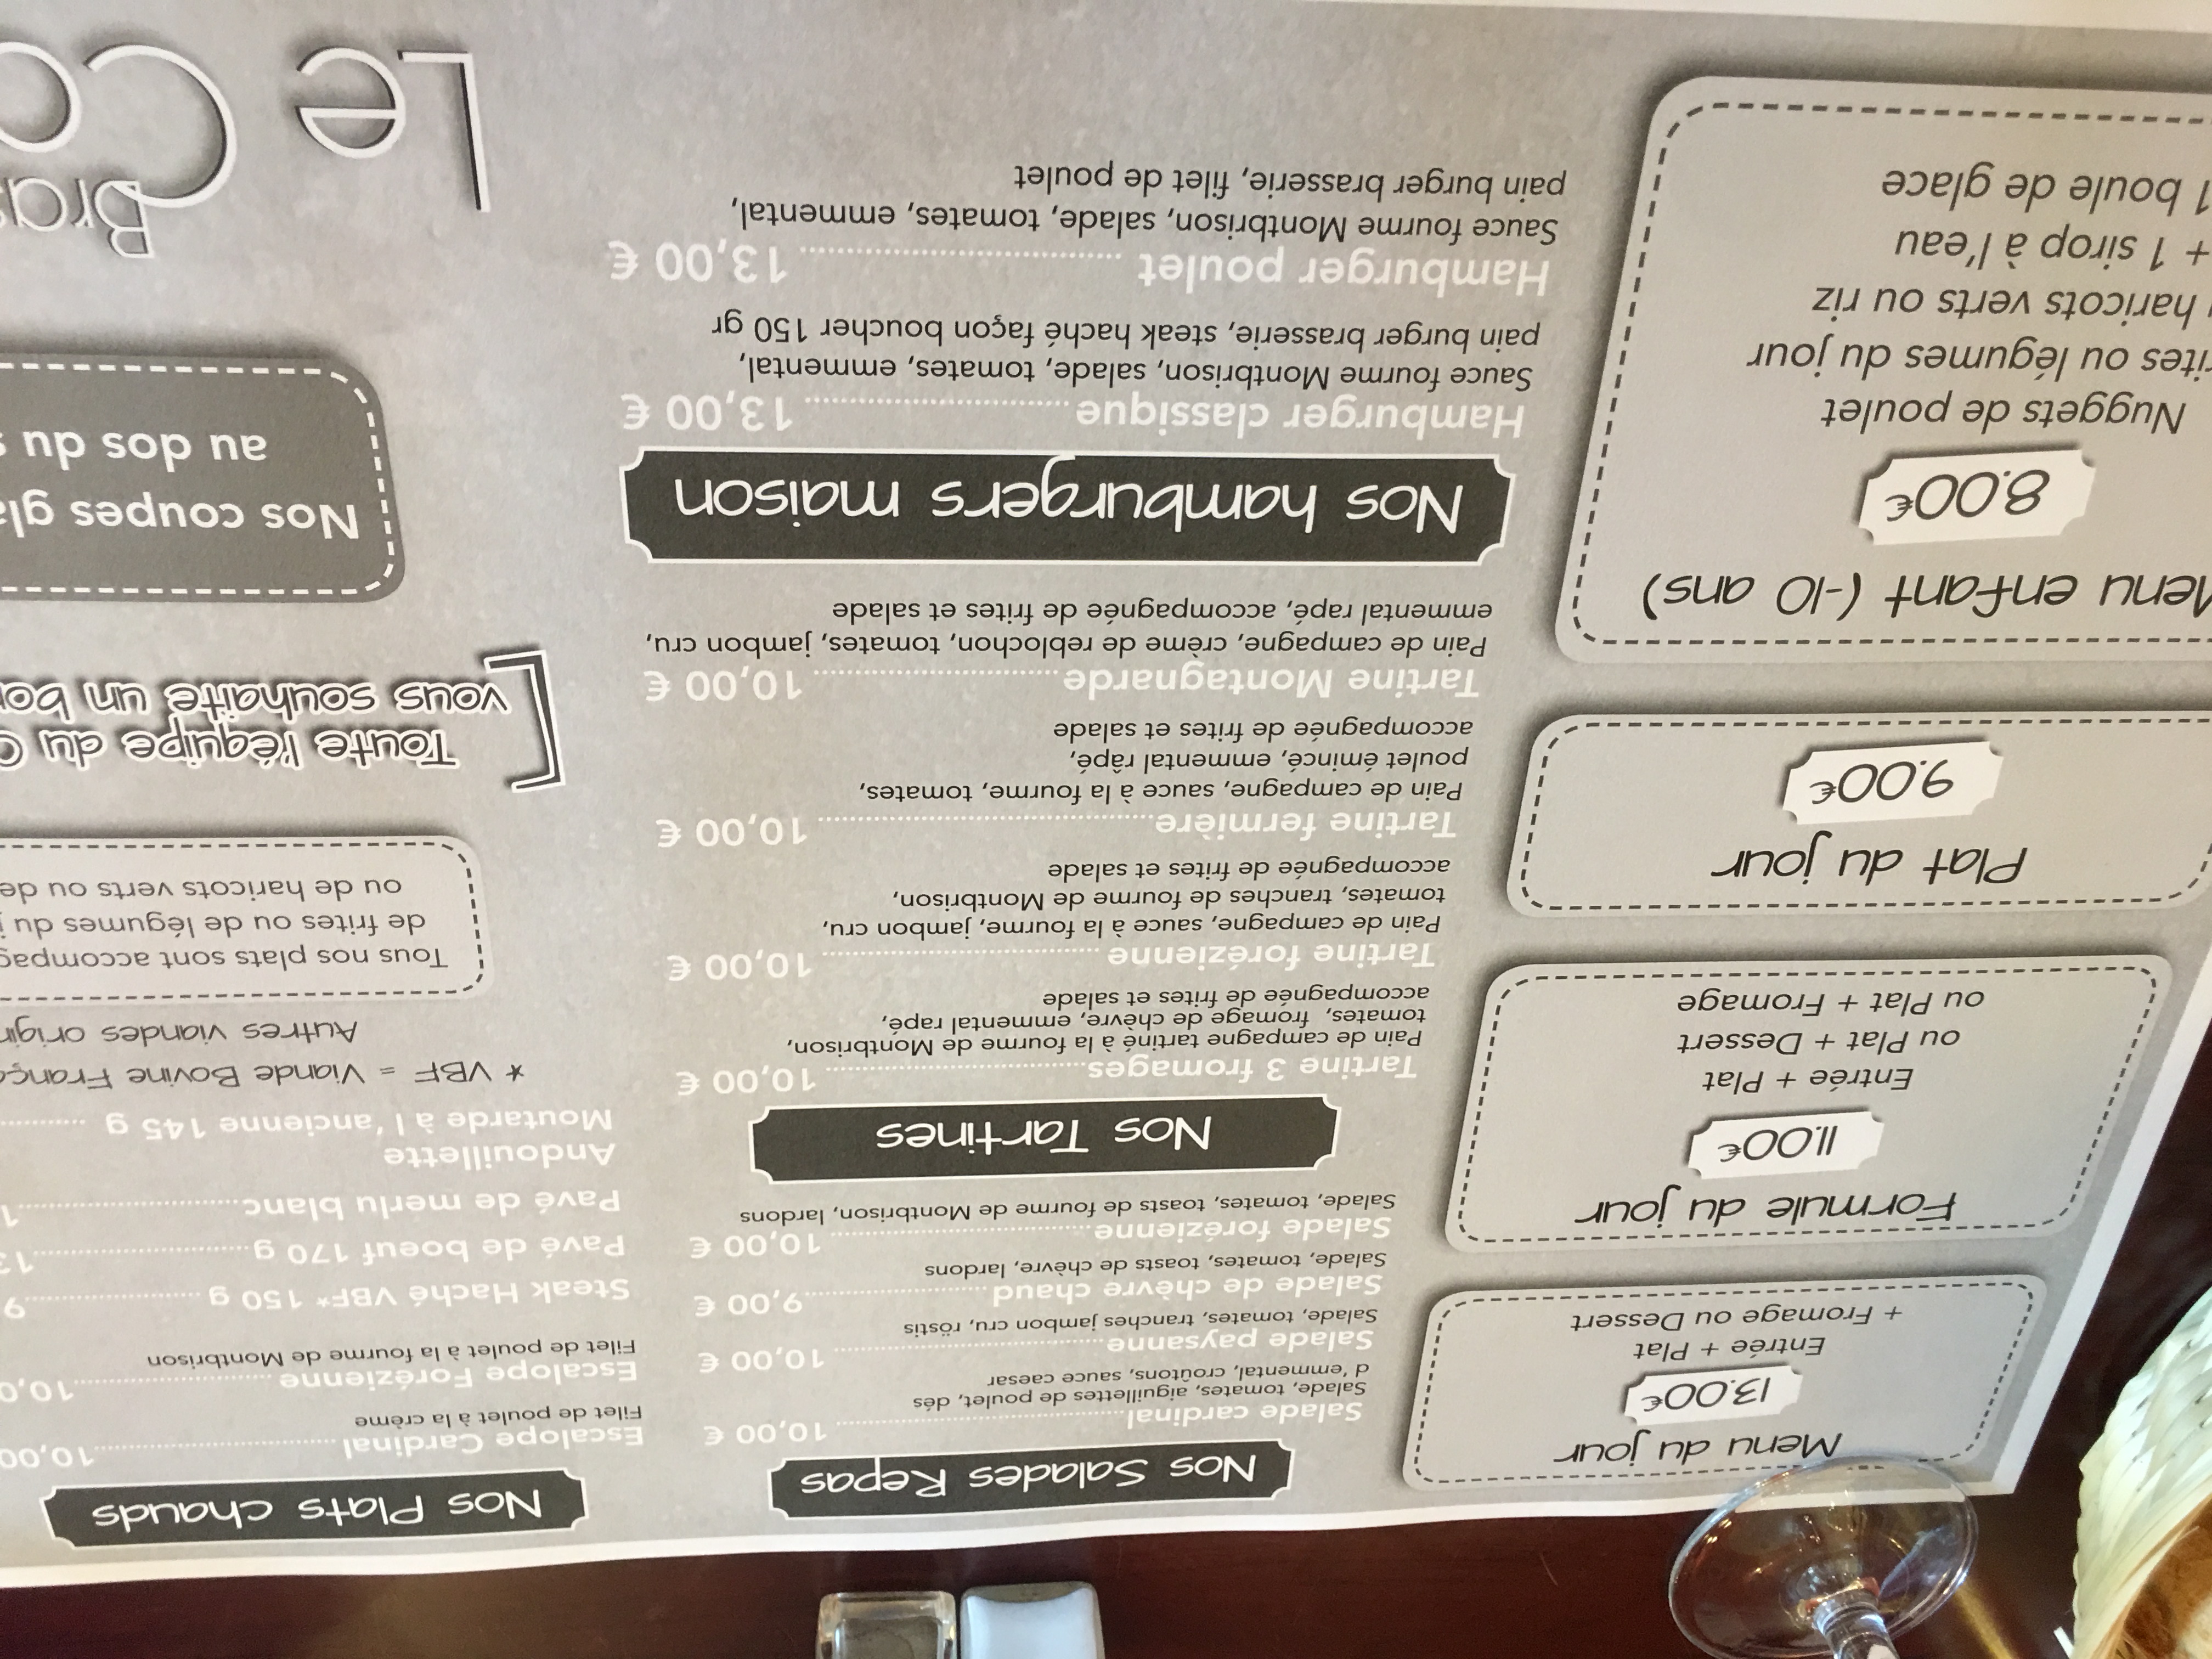 Menu du jour
13.00€
Entrée + Plat
+ Fromage ou Dessert
Formule du jour
11.00€
Entrée + Plat
ou Plat + Dessert
ou Plat + Fromage
Plat du jour
9.00€
Menu enfant (-10 ans)
8.00€
Nuggets de poulet
ou légumes du jour
haricots verts ou riz
+ 1 sirop à l'eau
1 boule de glace
Nos Salades Repas
Salade cardinal 10,00 €
Salade, tomates, aiguillettes de poulet, dés
d'emmental, croûtons, sauce caesar
Salade paysanne 10,00 €
Salade, tomates, tranches jambon cru, röstis
Salade de chèvre chaud 9,00 €
Salade, tomates, toasts de chèvre, lardons
Salade forézienne 10,00 €
Salade, tomates, toasts de fourme de Montbrison, lardons
Nos Tartines
Tartine 3 fromages 10,00 €
Pain de campagne tartiné à la fourme de Montbrison,
tomates, fromage de chèvre, emmental rapé,
accompagnée de frites et salade
Tartine forézienne 10,00 €
Pain de campagne, sauce à la fourme, jambon cru,
tomates, tranches de fourme de Montbrison,
accompagnée de frites et salade
Tartine fermière 10,00 €
Pain de campagne, sauce à la fourme, tomates,
poulet émincé, emmental râpé,
accompagnée de frites et salade
Tartine Montagnarde 10,00 €
Pain de campagne, crème de reblochon, tomates, jambon cru,
emmental rapé, accompagnée de frites et salade
Nos hamburgers maison
Hamburger classique 13,00 €
Sauce fourme Montbrison, salade, tomates, emmental,
pain burger brasserie, steak haché façon boucher 150 gr
Hamburger poulet 13,00 €
Sauce fourme Montbrison, salade, tomates, emmental,
pain burger brasserie, filet de poulet
Nos Plats chauds
Escalope Cardinal 10,00
Filet de poulet à la crème
Escalope Forézienne 10,0
Filet de poulet à la fourme de Montbrison
Steak Haché VBF* 150 g 9
Pavé de boeuf 170 g 13
Pavé de merlu blanc 1
Andouillette
Moutarde à l'ancienne 145 g
* VBF = Viande Bovine
Autres viandes
Tous nos plats sont
de frites ou de légumes du
ou de haricots verts ou
Toute l'équipe du
vous souhaite un
Nos coupes
au dos du
Le